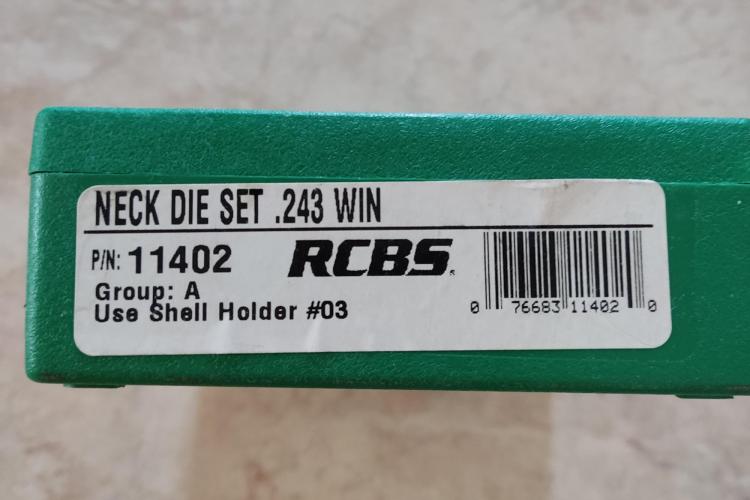 NECK DIE SET .243 WIN
P/N: 11402
RCBS.
Group: A
Use Shell Holder #03
0 76683 11402 0